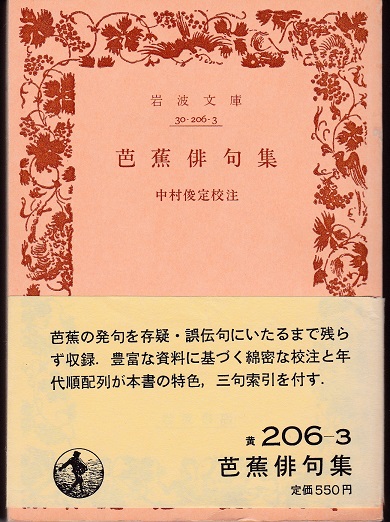 岩波文庫
30-206-3
芭蕉俳句集
中村俊定校注
芭蕉の発句を存疑・誤伝句にいたるまで残ら
ず収録．豊富な資料に基づく綿密な校注と年
代順配列が本書の特色，三句索引を付す．
黄 206-3
芭蕉俳句集
定価550円